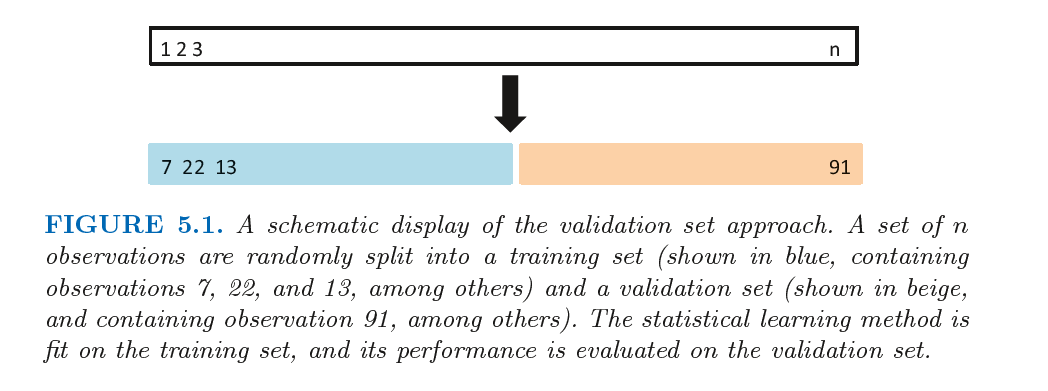 1 2 3 n
7 22 13 91
FIGURE 5.1. A schematic display of the validation set approach. A set of n
observations are randomly split into a training set (shown in blue, containing
observations 7, 22, and 13, among others) and a validation set (shown in beige,
and containing observation 91, among others). The statistical learning method is
fit on the training set, and its performance is evaluated on the validation set.